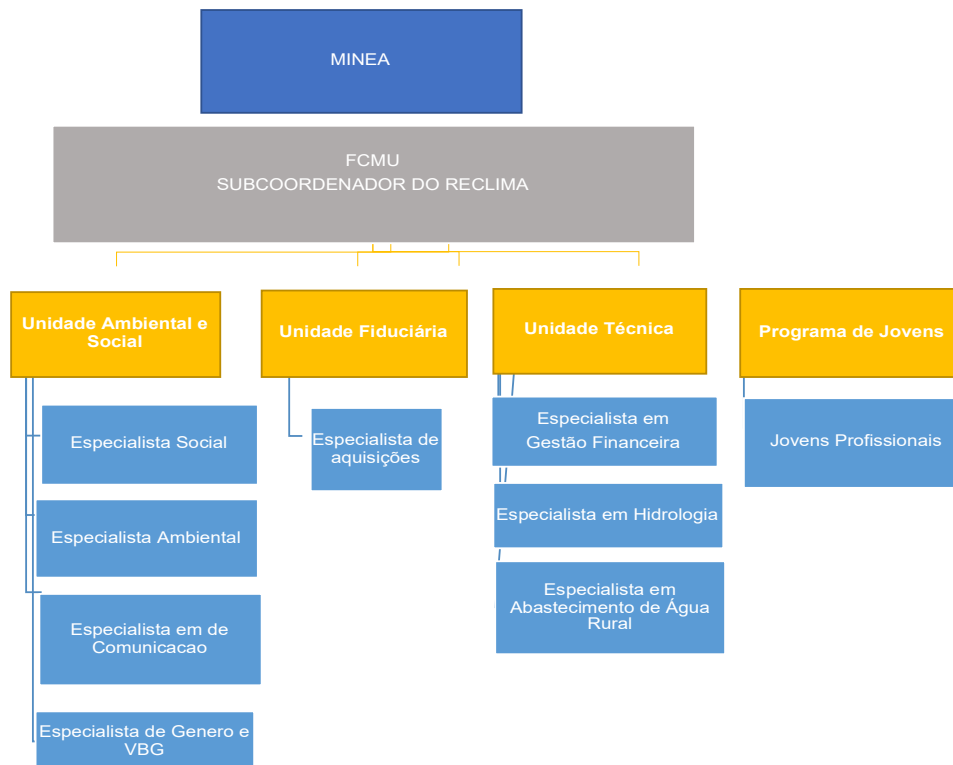 MINEA
FCMU
SUBCOORDENADOR DO RECLIMA
Unidade Ambiental e
Social
Unidade Fiduciária
Unidade Técnica
Programa de Jovens
Especialista Social
Especialista Ambiental
Especialista em de
Comunicacao
Especialista de Genero e
VBG
Especialista de
aquisições
Especialista em
Gestão Financeira
Especialista em Hidrologia
Especialista em
Abastecimento de Água
Rural
Jovens Profissionais